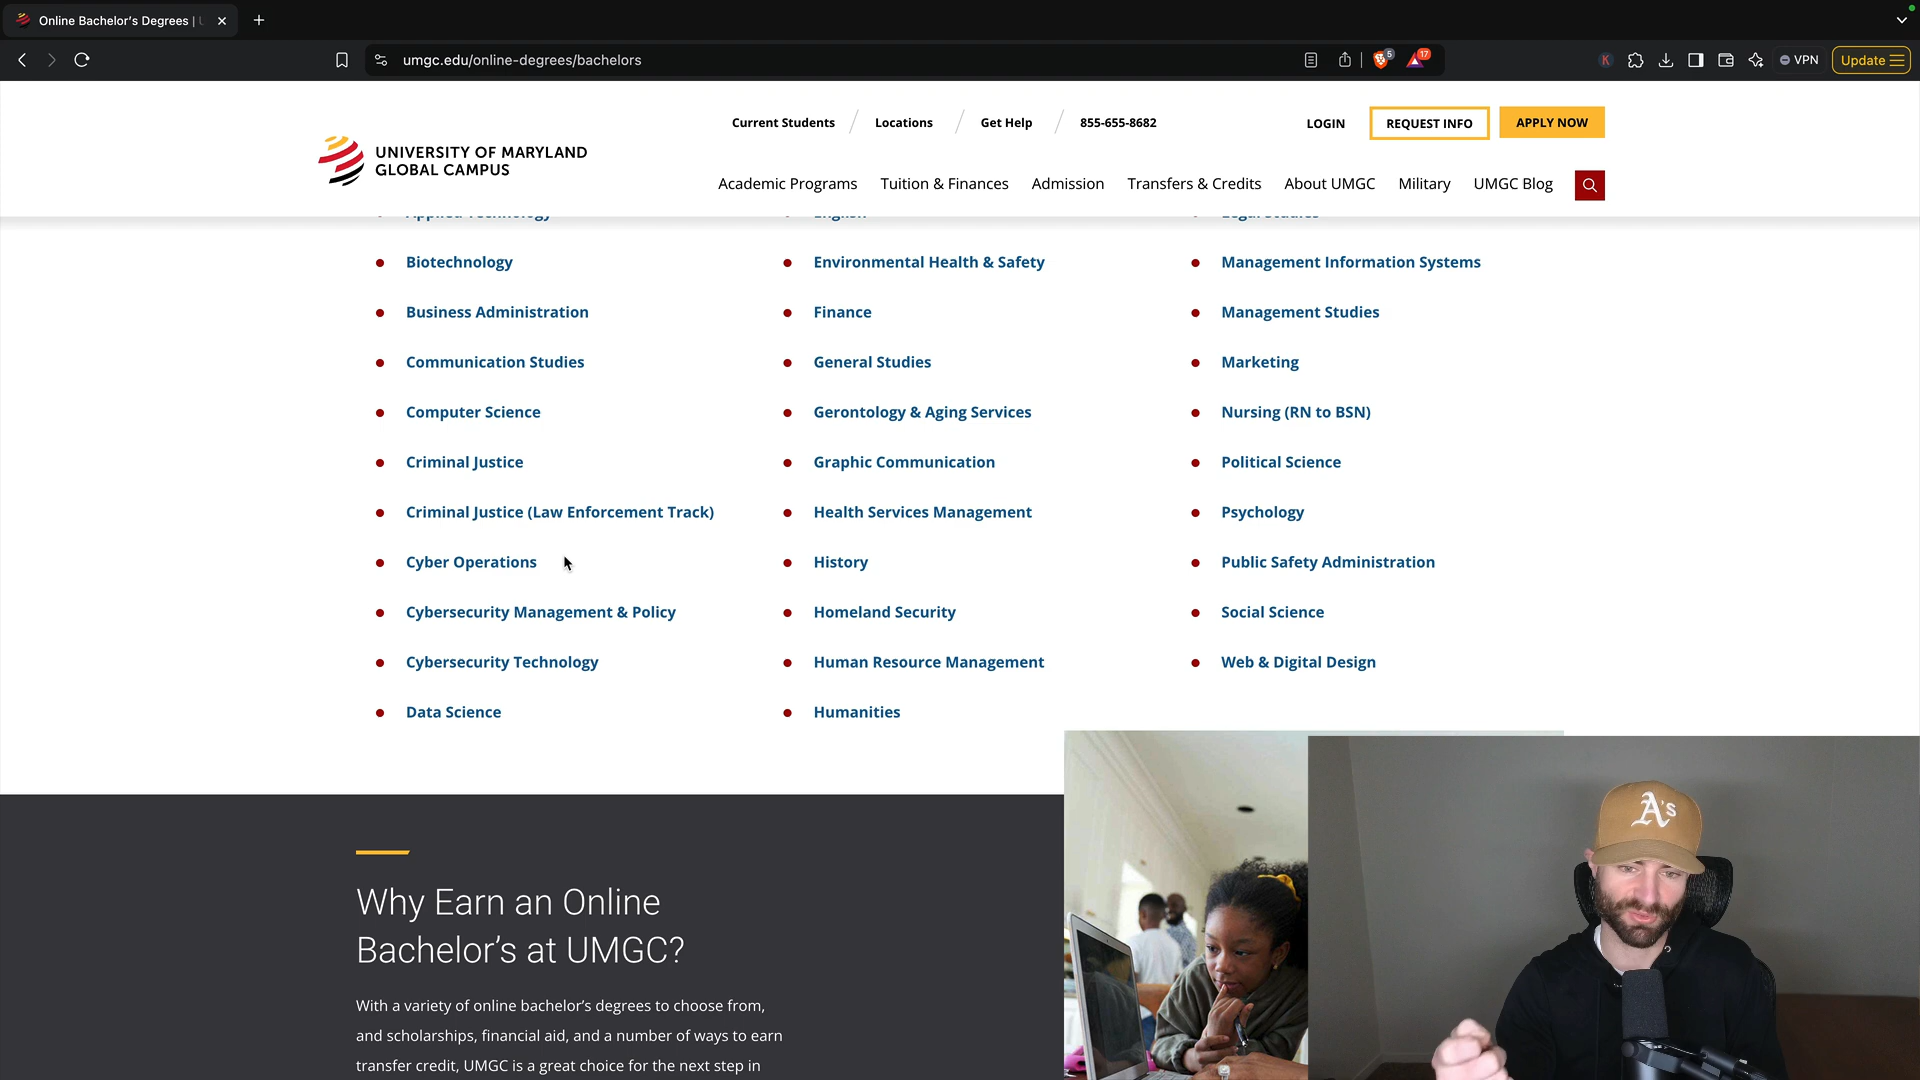 Online Bachelor's Degrees |
umgc.edu/online-degrees/bachelors
5
17
K
VPN
Update
Current Students
Locations
Get Help
855-655-8682
LOGIN
REQUEST INFO
APPLY NOW
UNIVERSITY OF MARYLAND
GLOBAL CAMPUS
Academic Programs
Tuition & Finances
Admission
Transfers & Credits
About UMGC
Military
UMGC Blog
Applied Technology
English
Legal Studies
Biotechnology
Environmental Health & Safety
Management Information Systems
Business Administration
Finance
Management Studies
Communication Studies
General Studies
Marketing
Computer Science
Gerontology & Aging Services
Nursing (RN to BSN)
Criminal Justice
Graphic Communication
Political Science
Criminal Justice (Law Enforcement Track)
Health Services Management
Psychology
Cyber Operations
History
Public Safety Administration
Cybersecurity Management & Policy
Homeland Security
Social Science
Cybersecurity Technology
Human Resource Management
Web & Digital Design
Data Science
Humanities
A's
Why Earn an Online
Bachelor's at UMGC?
With a variety of online bachelor's degrees to choose from,
and scholarships, financial aid, and a number of ways to earn
transfer credit, UMGC is a great choice for the next step in